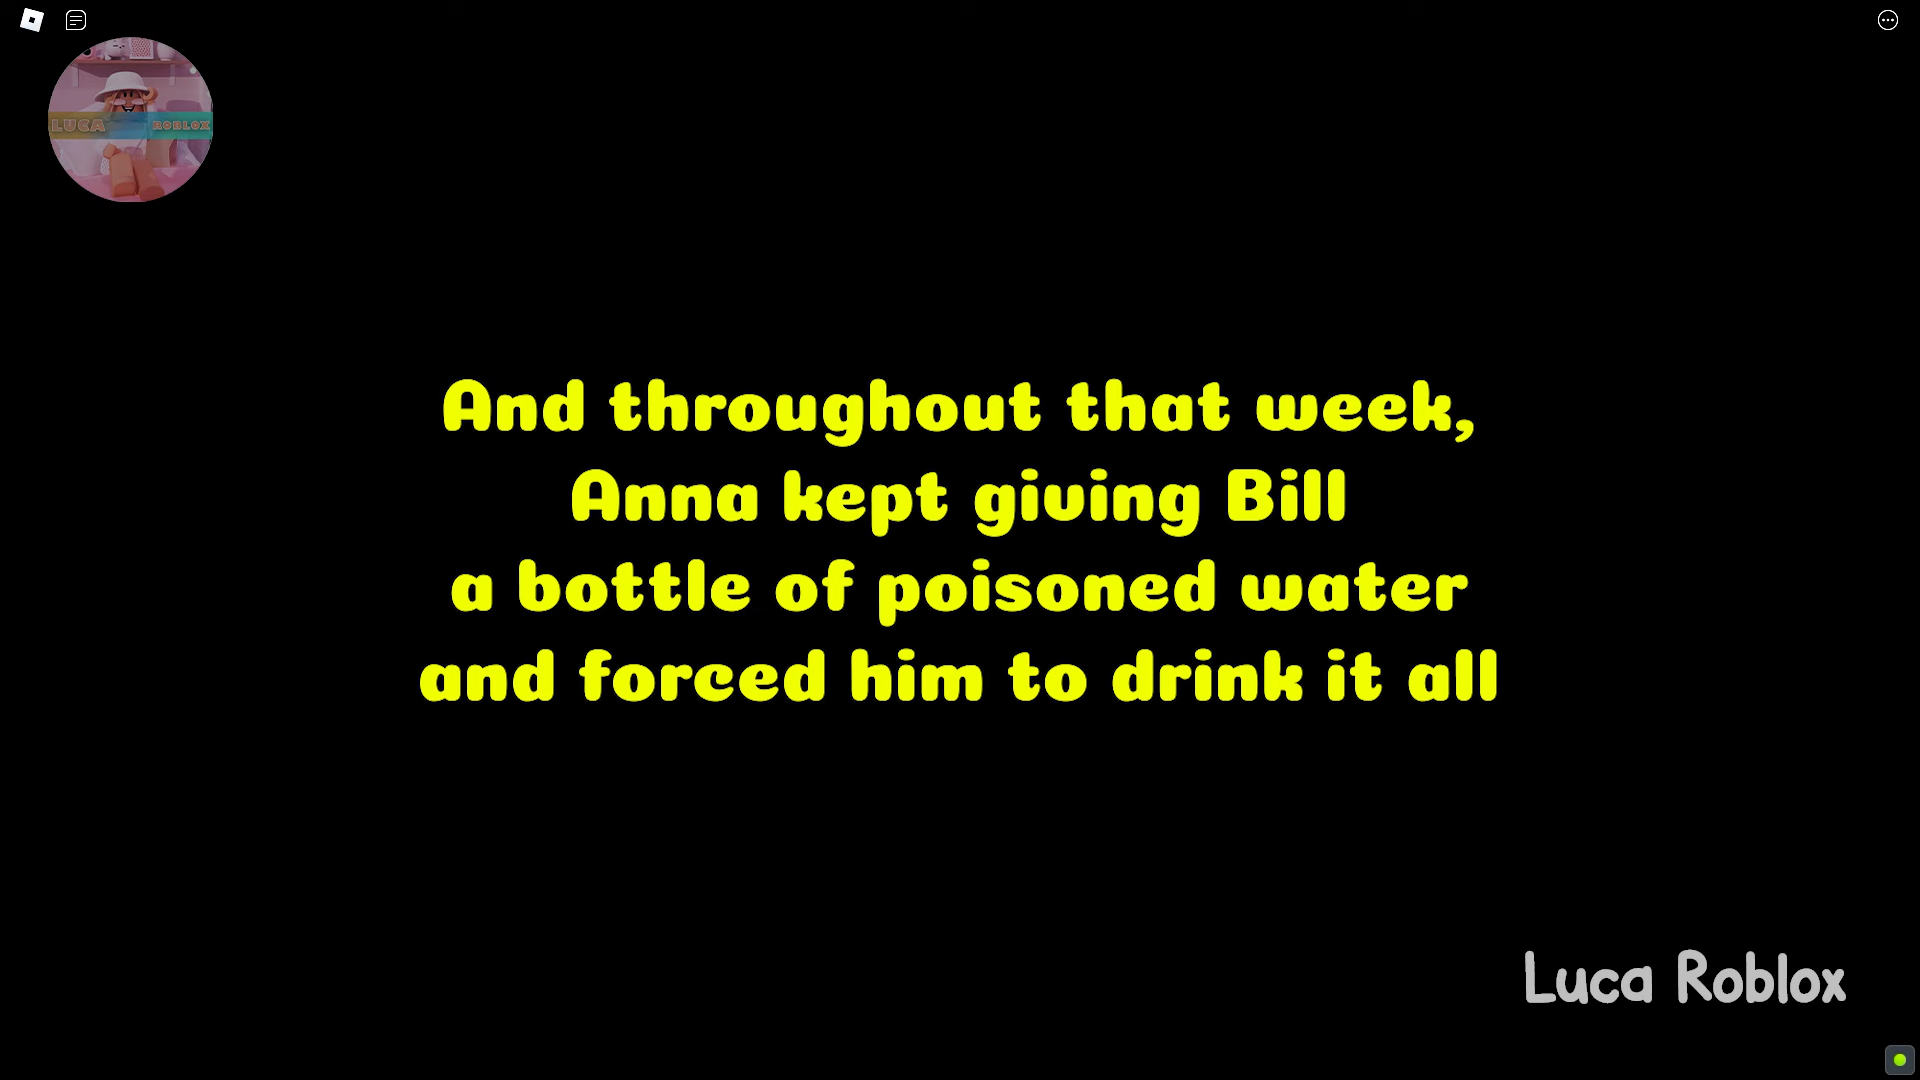 LUCA ROBLOX
And throughout that week,
Anna kept giving Bill
a bottle of poisoned water
and forced him to drink it all
Luca Roblox